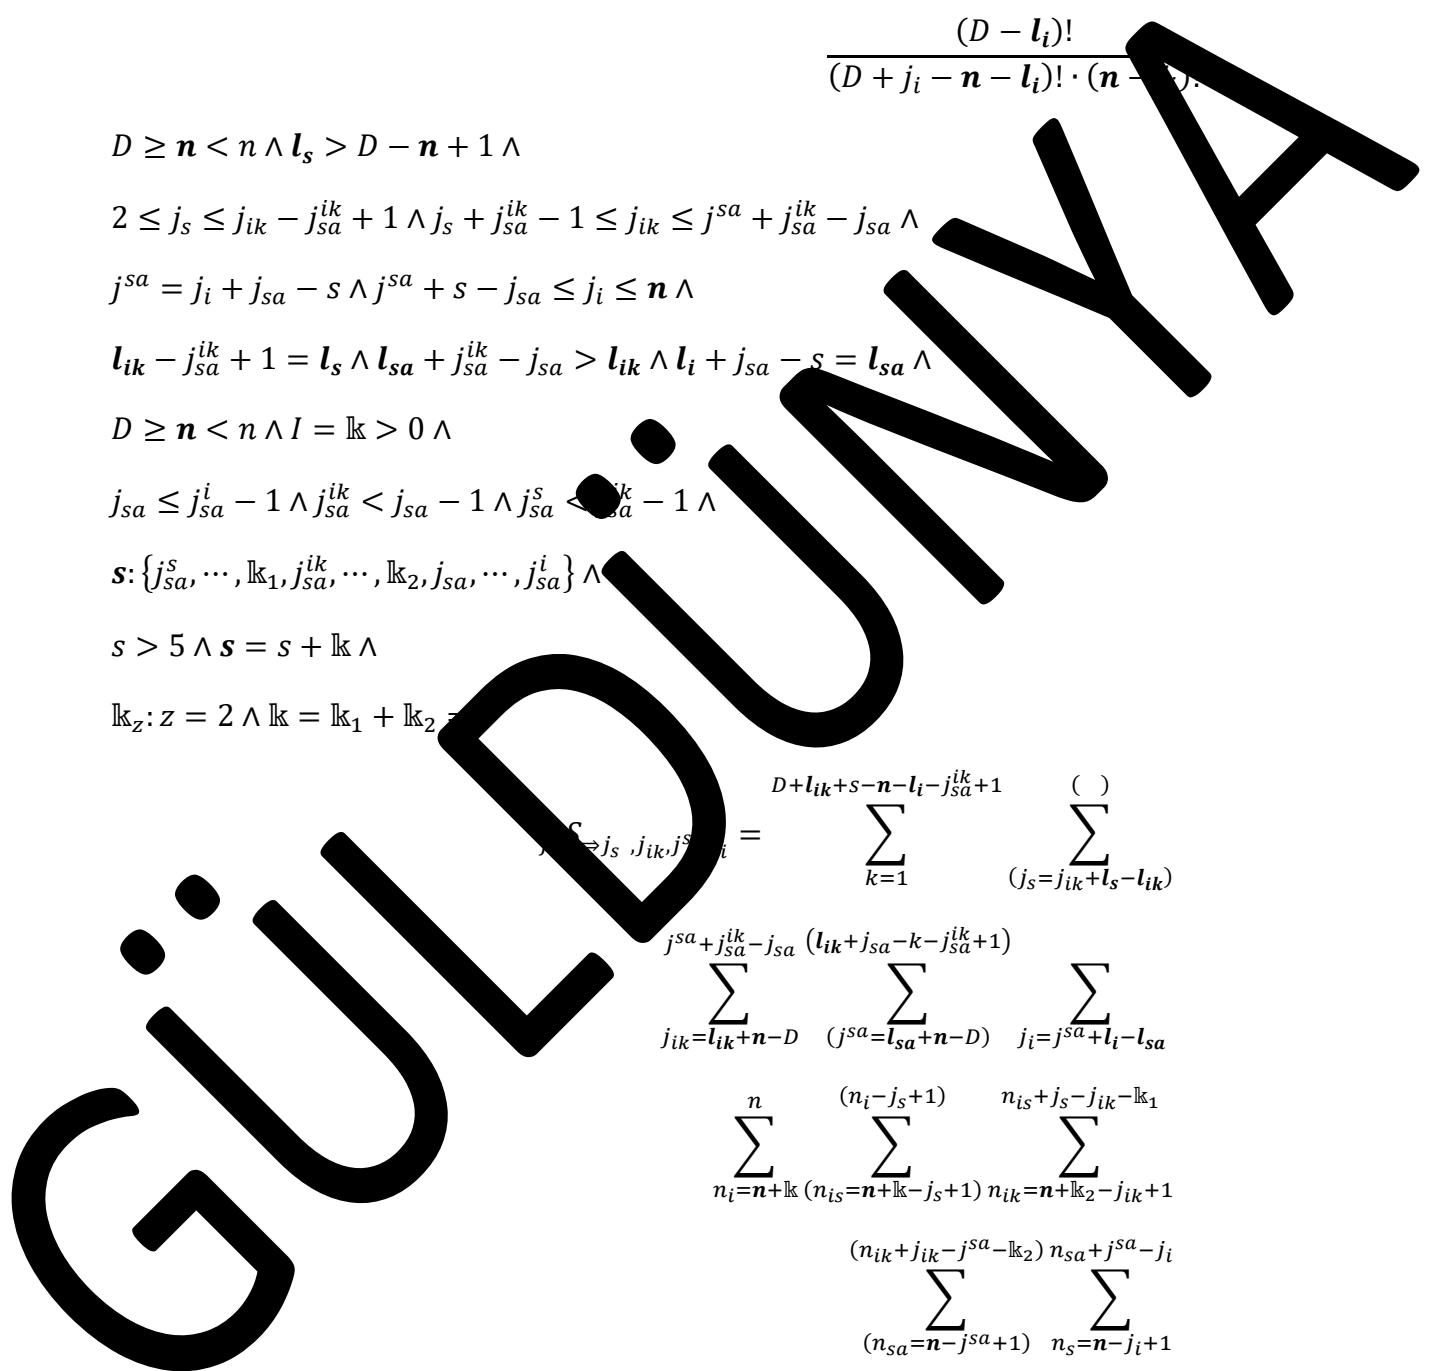 (D − l_i)!
(D + j_i − n − l_i)! · (n − )!
D ≥ n < n ∧ l_s > D − n + 1 ∧
2 ≤ j_s ≤ j_ik − j_sa^ik + 1 ∧ j_s + j_sa^ik − 1 ≤ j_ik ≤ j^sa + j_sa^ik − j_sa ∧
j^sa = j_i + j_sa − s ∧ j^sa + s − j_sa ≤ j_i ≤ n ∧
l_ik − j_sa^ik + 1 = l_s ∧ l_sa + j_sa^ik − j_sa > l_ik ∧ l_i + j_sa − s = l_sa ∧
D ≥ n < n ∧ I = 𝕜 > 0 ∧
j_sa ≤ j_sa^i − 1 ∧ j_sa^ik < j_sa − 1 ∧ j_sa^s < j_sa^ik − 1 ∧
s: {j_sa^s, ⋯ , 𝕜_1, j_sa^ik, ⋯ , 𝕜_2, j_sa, ⋯ , j_sa^i} ∧
s > 5 ∧ s = s + 𝕜 ∧
𝕜_z: z = 2 ∧ 𝕜 = 𝕜_1 + 𝕜_2
D+l_ik+s−n−l_i−j_sa^ik+1 ( )
S⇒j_s ,j_ik,j^s i = ∑ ∑
k=1 (j_s=j_ik+l_s−l_ik)
j^sa+j_sa^ik−j_sa (l_ik+j_sa−k−j_sa^ik+1)
∑ ∑ ∑
j_ik=l_ik+n−D (j^sa=l_sa+n−D) j_i=j^sa+l_i−l_sa
n (n_i−j_s+1) n_is+j_s−j_ik−𝕜_1
∑ ∑ ∑
n_i=n+𝕜 (n_is=n+𝕜−j_s+1) n_ik=n+𝕜_2−j_ik+1
(n_ik+j_ik−j^sa−𝕜_2) n_sa+j^sa−j_i
∑ ∑
(n_sa=n−j^sa+1) n_s=n−j_i+1
GÜLDÜNYA